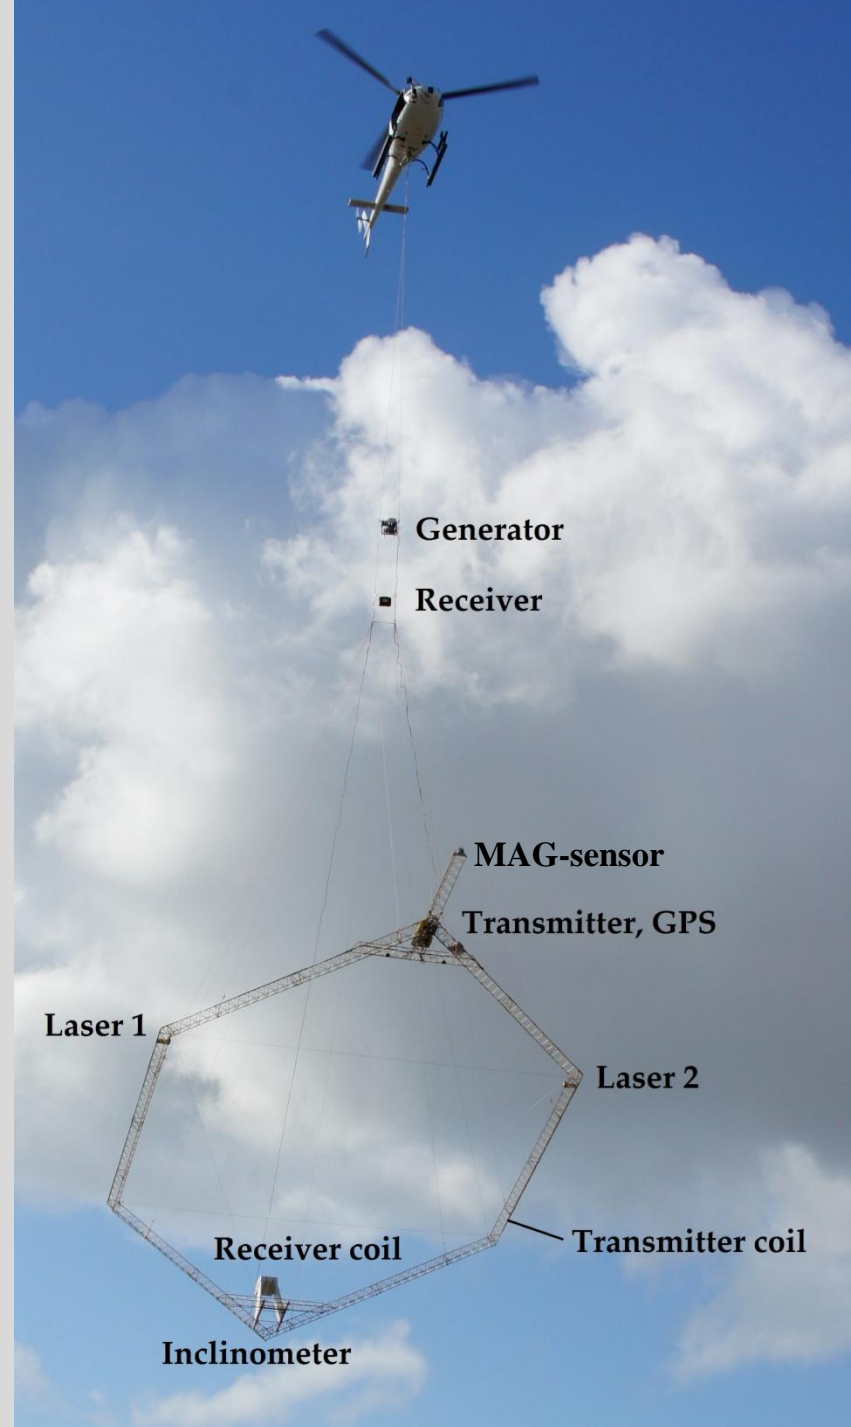 Generator
Receiver
MAG-sensor
Transmitter, GPS
Laser 1
Laser 2
Transmitter coil
Receiver coil
Inclinometer